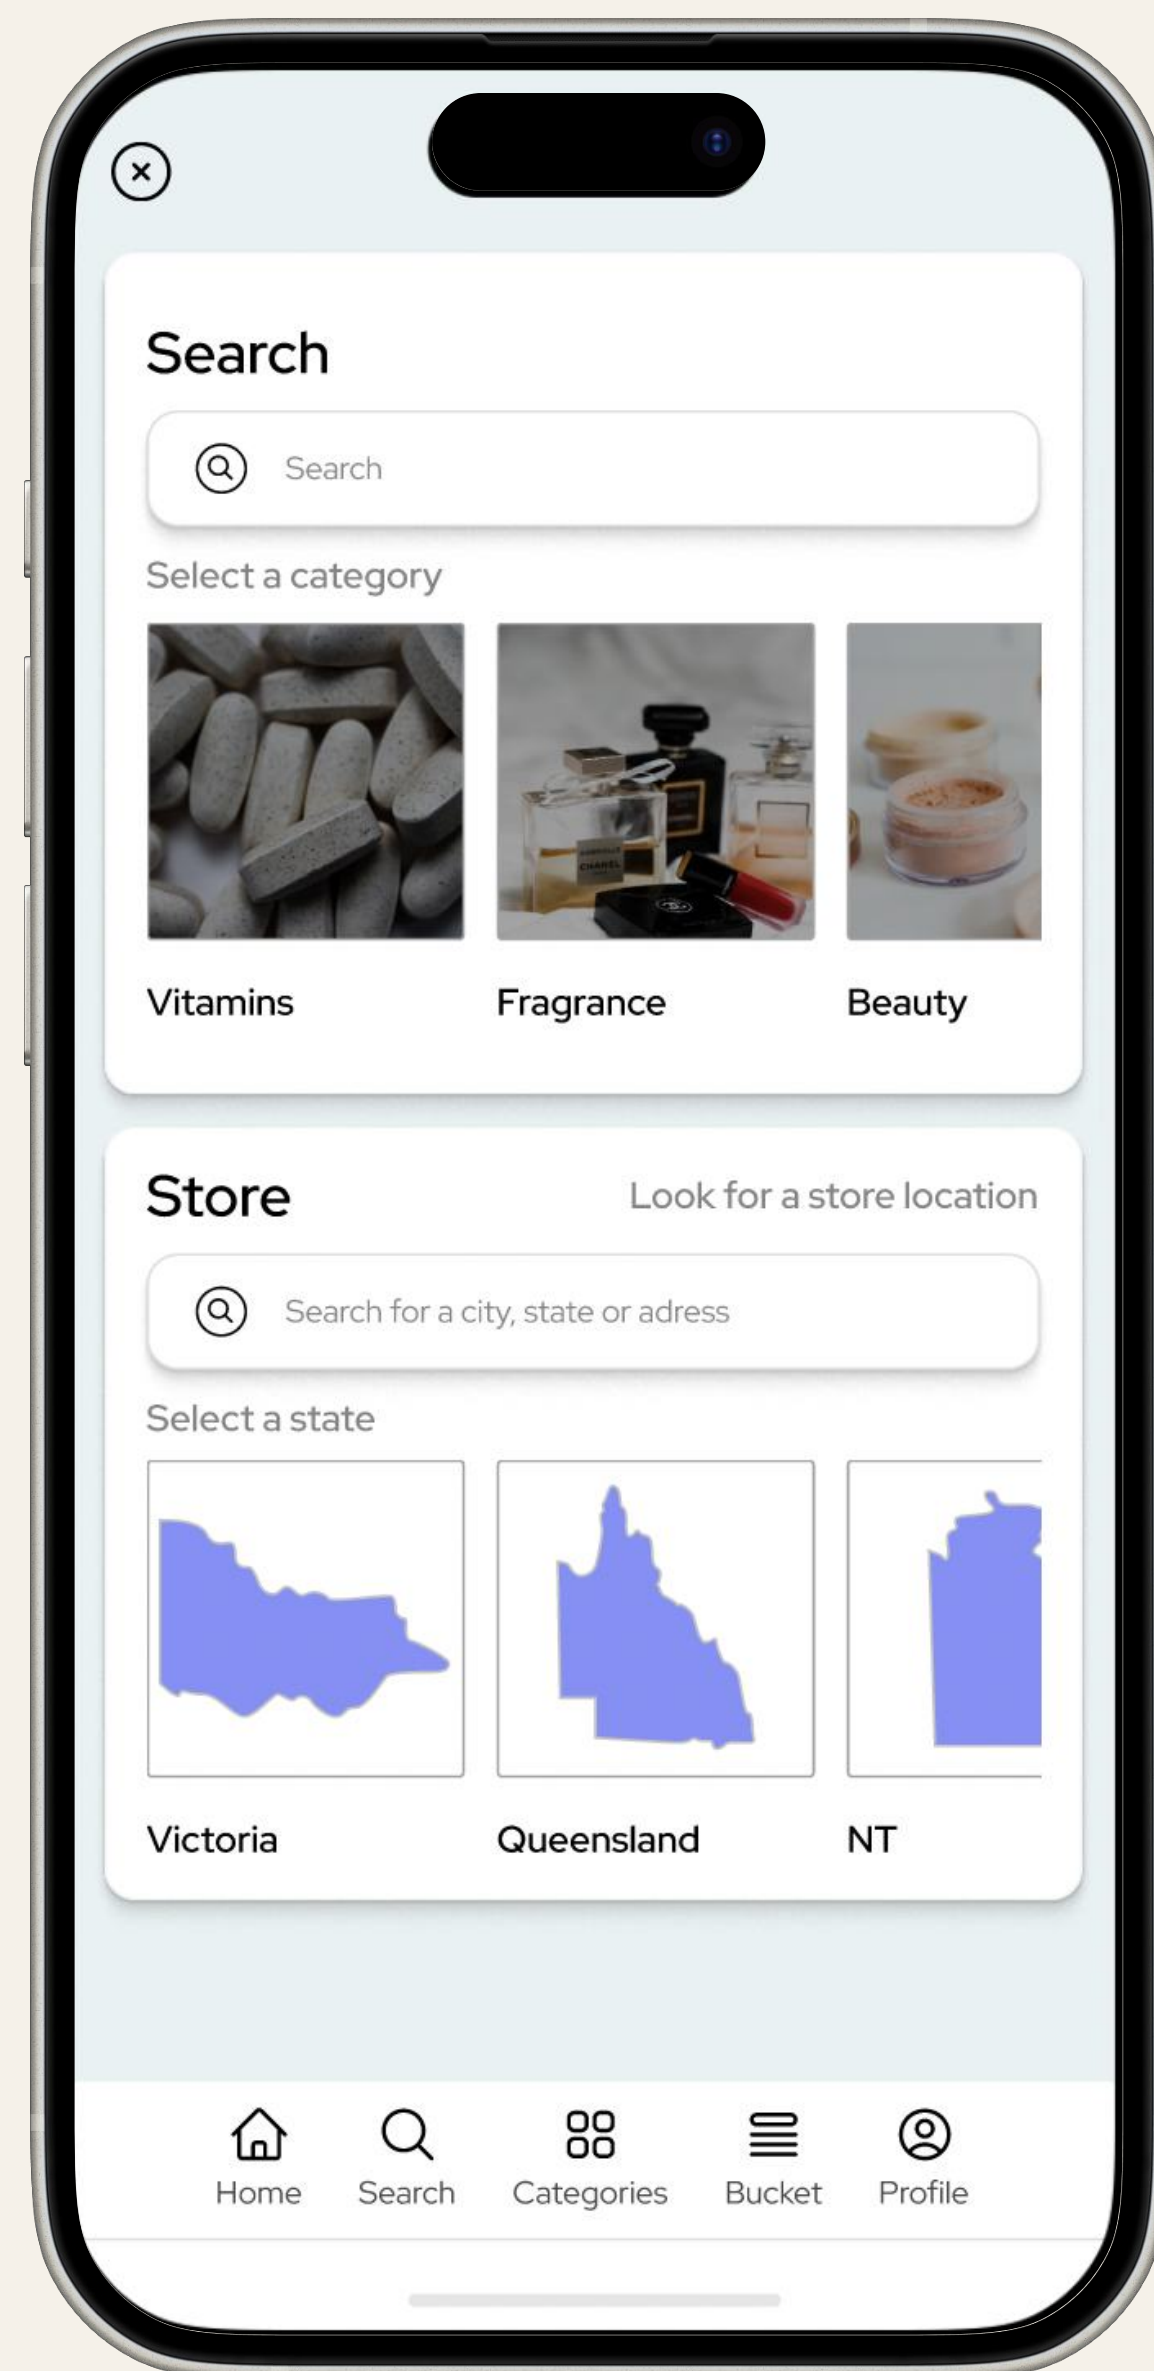 Search
Search
Select a category
CHANEL
Vitamins
Fragrance
Beauty
Store
Look for a store location
Search for a city, state or adress
Select a state
Victoria
Queensland
NT
Home
Search
Categories
Bucket
Profile